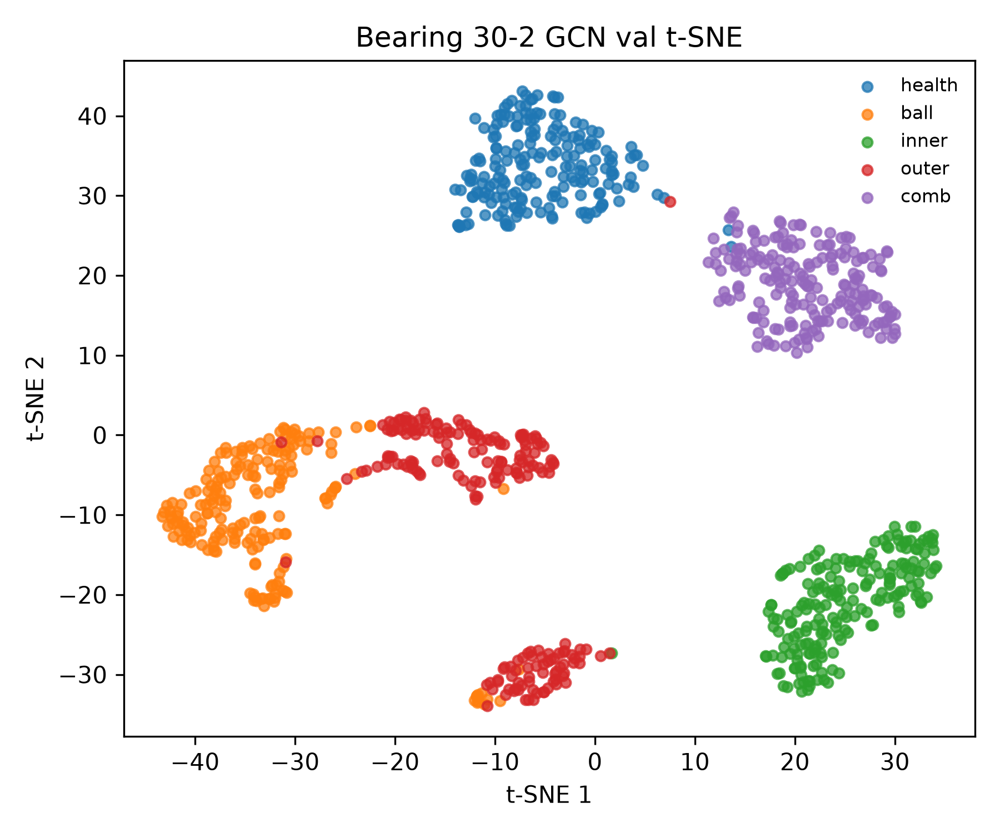 Bearing 30-2 GCN val t-SNE
health
ball
inner
outer
comb
40
30
20
10
0
−10
−20
−30
t-SNE 2
−40 −30 −20 −10 0 10 20 30
t-SNE 1